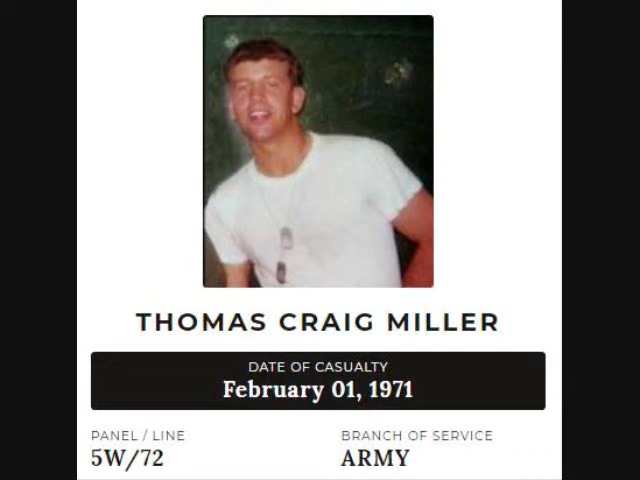 THOMAS CRAIG MILLER
DATE OF CASUALTY
February 01, 1971
PANEL / LINE
BRANCH OF SERVICE
5W/72
ARMY